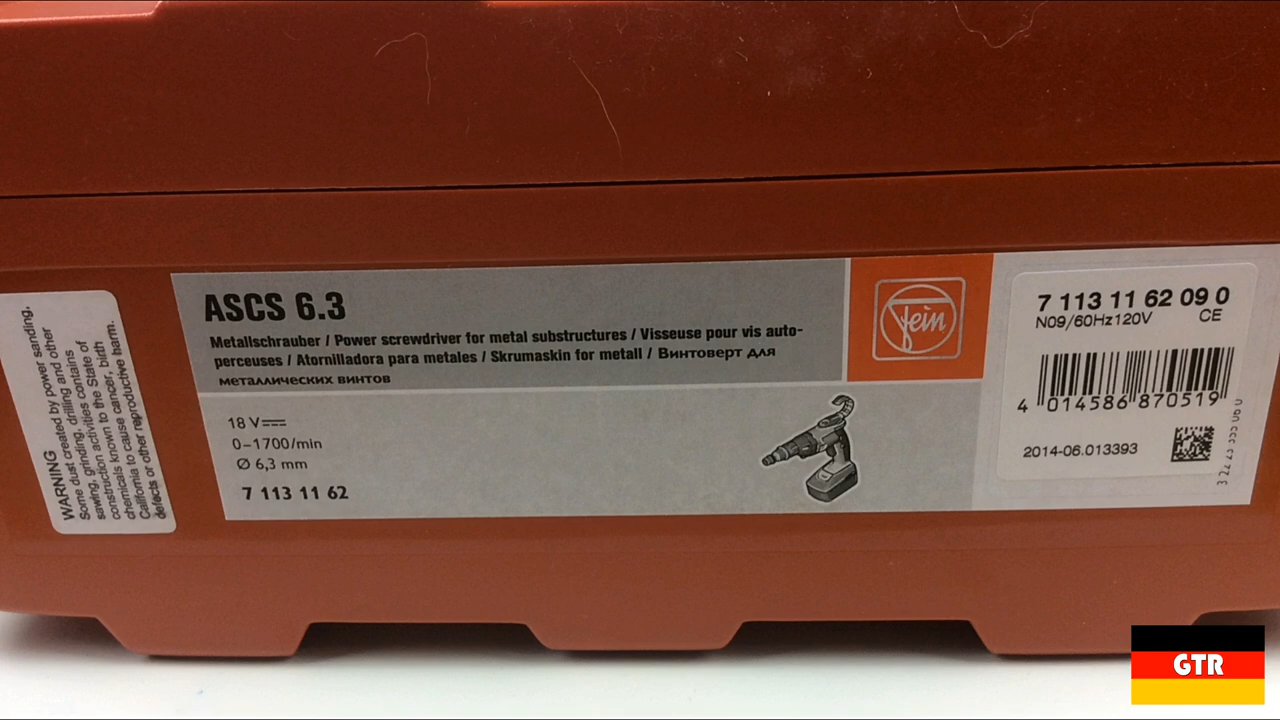 WARNING
Some dust created by power sanding,
sawing, grinding, drilling and other
construction activities contains
chemicals known to the State of
California to cause cancer, birth
defects or other reproductive harm.
ASCS 6.3
Metallschrauber / Power screwdriver for metal substructures / Visseuse pour vis auto-
perceuses / Atornilladora para metales / Skrumaskin for metall / Винтоверт для
металлических винтов
18 V
0–1700/min
Ø 6,3 mm
7 113 11 62
Fein
7 113 11 62 09 0
N09/60Hz120V CE
4 014586 870519
2014-06.013393
GTR